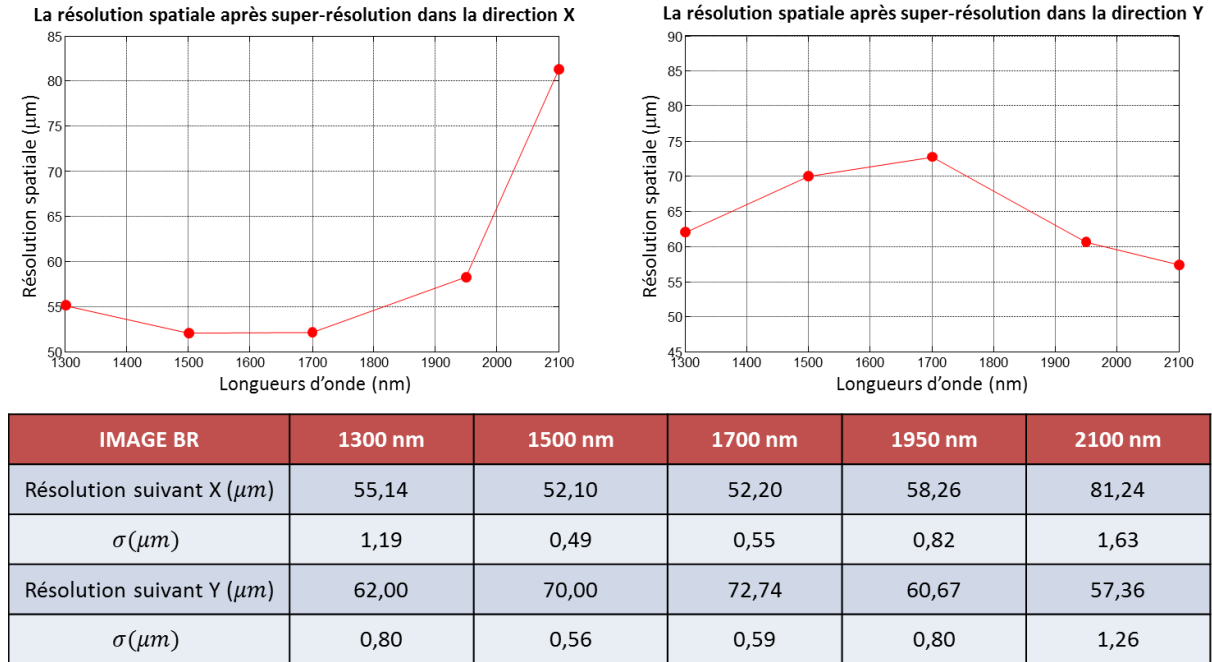 La résolution spatiale après super-résolution dans la direction X
85
80
75
70
65
60
55
50
Résolution spatiale (µm)
1300 1400 1500 1600 1700 1800 1900 2000 2100
Longueurs d'onde (nm)
La résolution spatiale après super-résolution dans la direction Y
90
85
80
75
70
65
60
55
50
45
Résolution spatiale (µm)
1300 1400 1500 1600 1700 1800 1900 2000 2100
Longueurs d'onde (nm)
IMAGE BR 1300 nm 1500 nm 1700 nm 1950 nm 2100 nm
Résolution suivant X (µm) 55,14 52,10 52,20 58,26 81,24
σ(µm) 1,19 0,49 0,55 0,82 1,63
Résolution suivant Y (µm) 62,00 70,00 72,74 60,67 57,36
σ(µm) 0,80 0,56 0,59 0,80 1,26